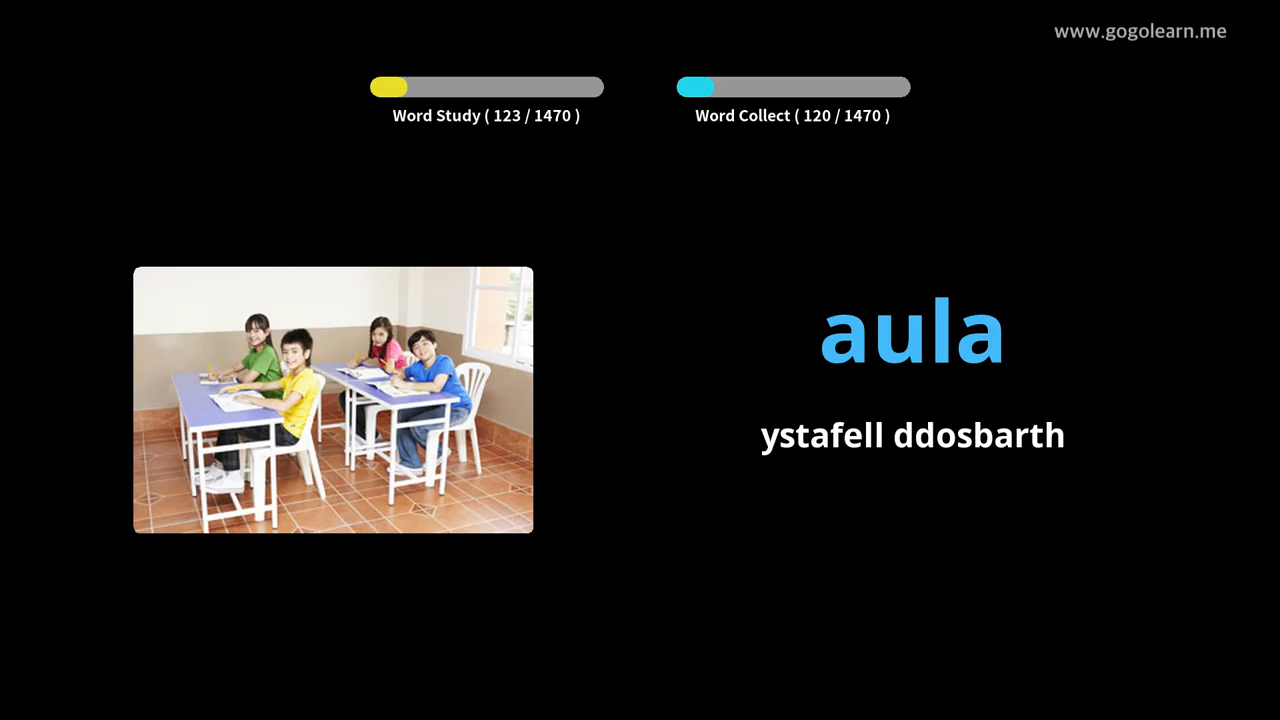 www.gogolearn.me
Word Study ( 123 / 1470 )
Word Collect ( 120 / 1470 )
aula
ystafell ddosbarth